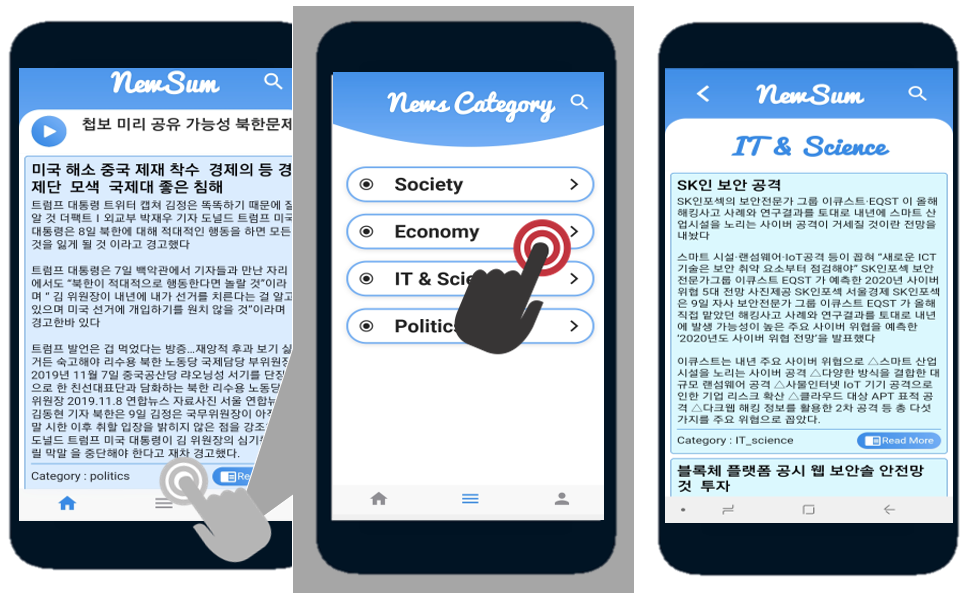 NewSum
첩보 미리 공유 가능성 북한문제
미국 해소 중국 제재 착수 경제의 등 경
제단 모색 국제대 좋은 침해
트럼프 대통령 트위터 캡쳐 김정은 똑똑하기 때문에 잘
알 것 더팩트 I 외교부 박재우 기자 도널드 트럼프 미국
대통령은 8일 북한에 대해 적대적인 행동을 하면 모든
것을 잃게 될 것 이라고 경고했다
트럼프 대통령은 7일 백악관에서 기자들과 만난 자리
에서도 "북한이 적대적으로 행동한다면 놀랄 것"이라
며 " 김 위원장이 내년에 내가 선거를 치른다는 걸 알고
있으며 미국 선거에 개입하기를 원치 않을 것"이라며
경고한바 있다
트럼프 발언은 겁 먹었다는 방증...재앙적 후과 보기 싫
거든 숙고해야 리수용 북한 노동당 국제담당 부위원장
2019년 11월 7일 중국공산당 랴오닝성 서기를 단장
으로 한 친선대표단과 담화하는 북한 리수용 노동당
위원장 2019.11.8 연합뉴스 자료사진 서울 연합뉴
김동현 기자 북한은 9일 김정은 국무위원장이 아직
말 시한 이후 취할 입장을 밝히지 않은 점을 강조
도널드 트럼프 미국 대통령이 김 위원장의 심기
릴 막말 을 중단해야 한다고 재차 경고했다.
Category : politics
Re
News Category
Society
Economy
IT & Scie
Politics
NewSum
IT & Science
SK인 보안 공격
SK인포섹의 보안전문가 그룹 이큐스트·EQST 이 올해
해킹사고 사례와 연구결과를 토대로 내년에 스마트 산
업시설을 노리는 사이버 공격이 거세질 것이란 전망을
내놨다
스마트 시설·랜섬웨어·IoT공격 등이 꼽혀 "새로운 ICT
기술은 보안 취약 요소부터 점검해야" SK인포섹 보안
전문가그룹 이큐스트 EQST 가 예측한 2020년 사이버
위협 5대 전망 사진제공 SK인포섹 서울경제 SK인포섹
은 9일 자사 보안전문가 그룹 이큐스트 EQST 가 올해
직접 맡았던 해킹사고 사례와 연구결과를 토대로 내년
에 발생 가능성이 높은 주요 사이버 위협을 예측한
'2020년도 사이버 위협 전망'을 발표했다
이큐스트는 내년 주요 사이버 위협으로 △스마트 산업
시설을 노리는 사이버 공격 △다양한 방식을 결합한 대
규모 랜섬웨어 공격 △사물인터넷 IoT 기기 공격으로
인한 기업 리스크 확산 △클라우드 대상 APT 표적 공
격 △다크웹 해킹 정보를 활용한 2차 공격 등 총 다섯
가지를 주요 위협으로 꼽았다.
Category : IT_science
Read More
블록체 플랫폼 공시 웹 보안솔 안전망
것 투자